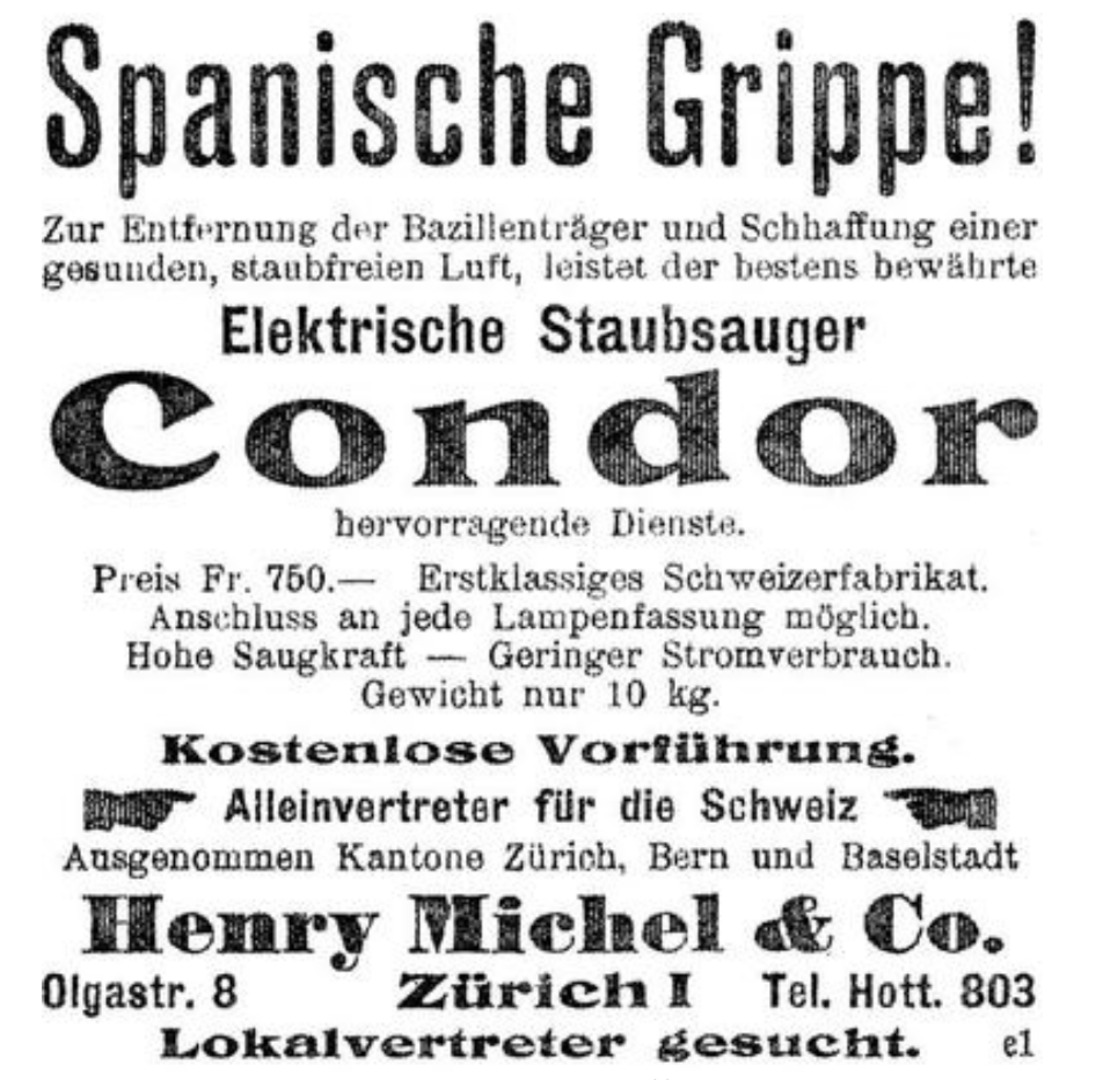 Spanische Grippe!
Zur Entfernung der Bazillenträger und Schhaffung einer
gesunden, staubfreien Luft, leistet der bestens bewährte
Elektrische Staubsauger
Condor
hervorragende Dienste.
Preis Fr. 750.— Erstklassiges Schweizerfabrikat.
Anschluss an jede Lampenfassung möglich.
Hohe Saugkraft — Geringer Stromverbrauch.
Gewicht nur 10 kg.
Kostenlose Vorführung.
Alleinvertreter für die Schweiz
Ausgenommen Kantone Zürich, Bern und Baselstadt
Henry Michel & Co.
Olgastr. 8 Zürich I Tel. Hott. 803
Lokalvertreter gesucht. e1